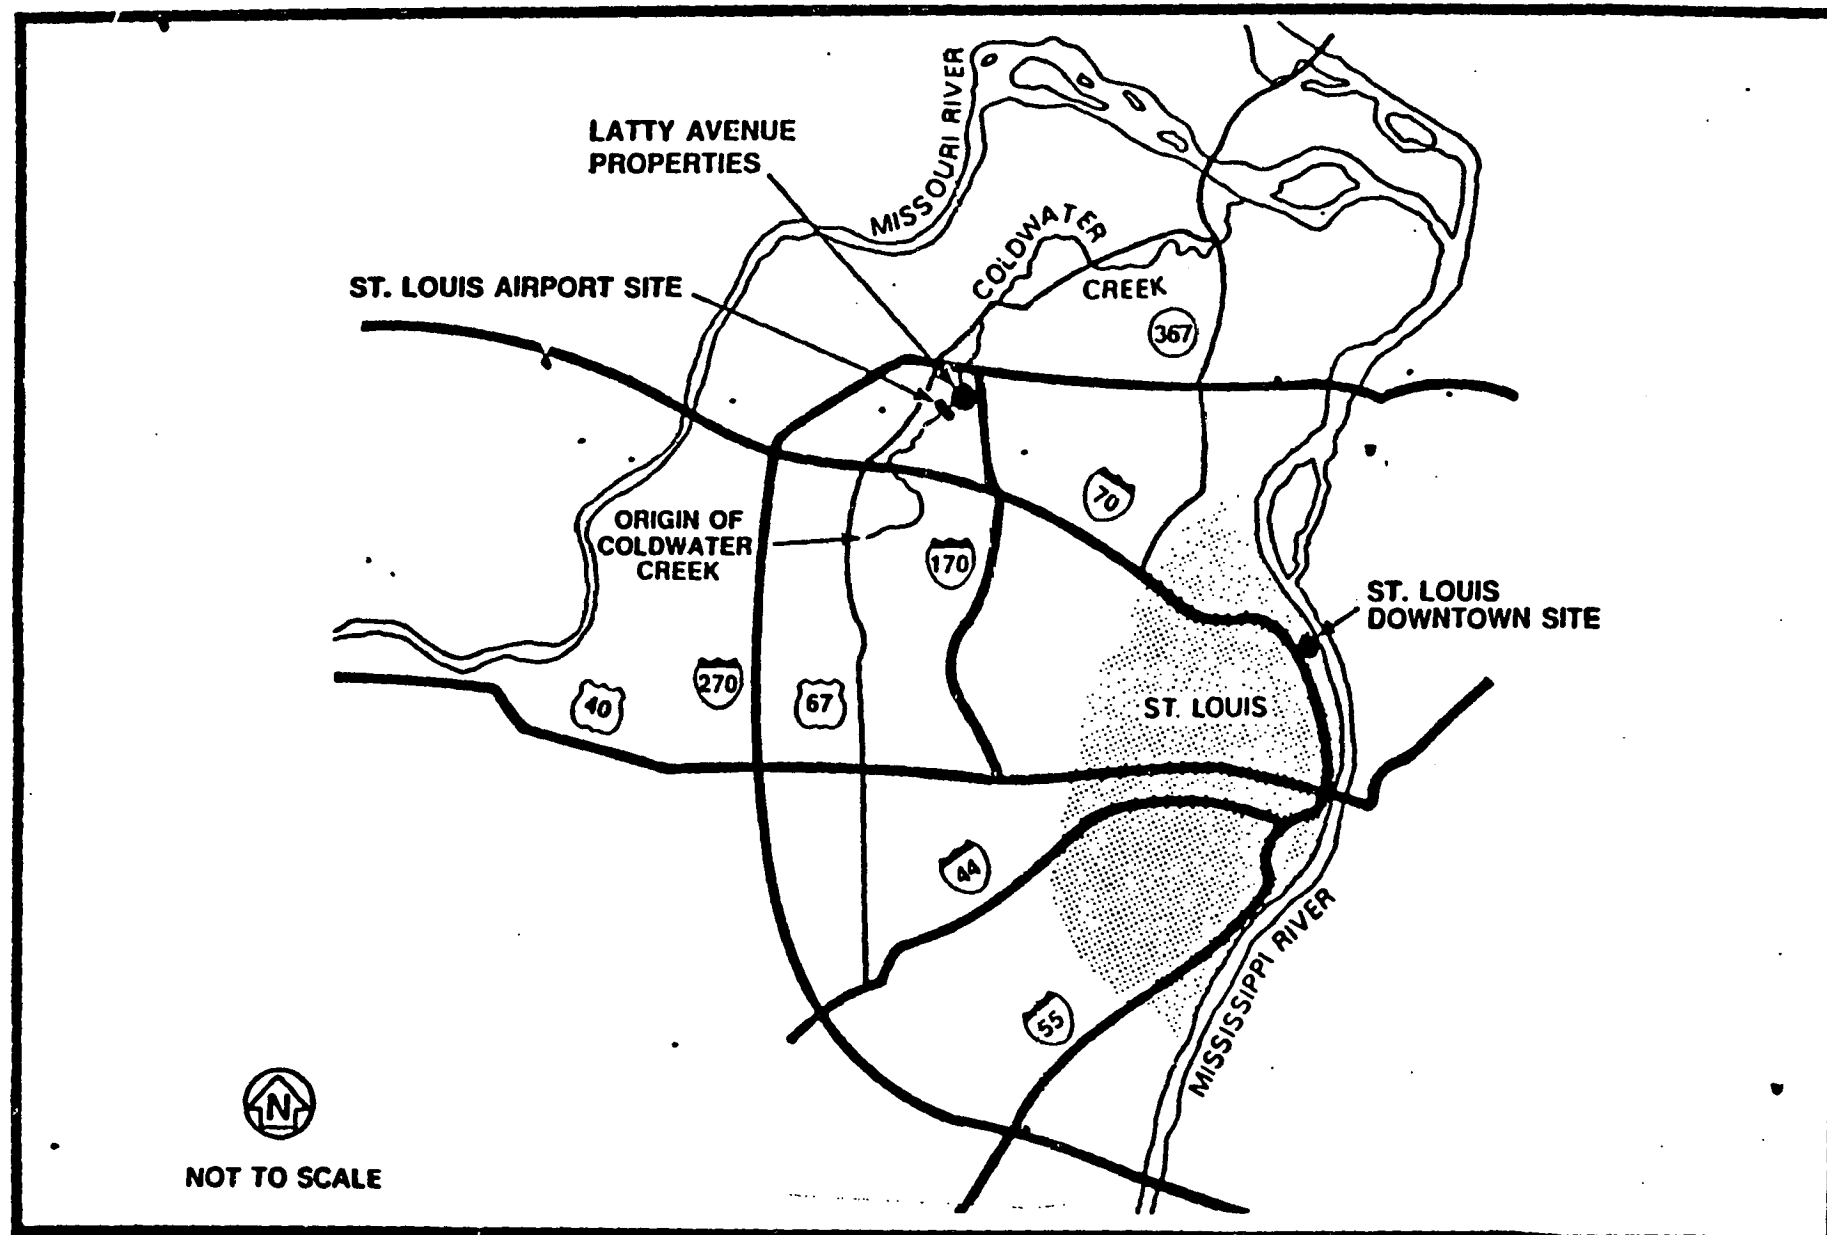 LATTY AVENUE
PROPERTIES
MISSOURI RIVER
COLDWATER
CREEK
ST. LOUIS AIRPORT SITE
367
70
ORIGIN OF
COLDWATER
CREEK
170
ST. LOUIS
DOWNTOWN SITE
270
40
67
ST. LOUIS
44
MISSISSIPPI RIVER
55
N
NOT TO SCALE